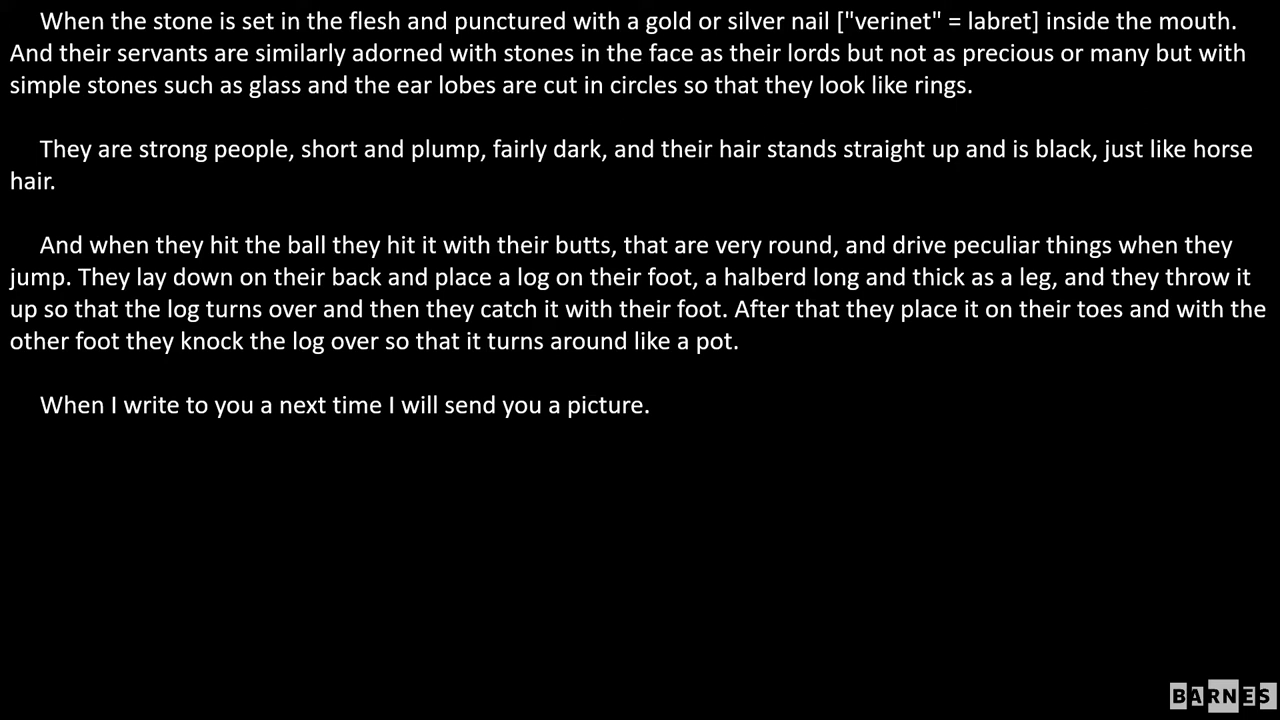 When the stone is set in the flesh and punctured with a gold or silver nail ["verinet" = labret] inside the mouth.
And their servants are similarly adorned with stones in the face as their lords but not as precious or many but with
simple stones such as glass and the ear lobes are cut in circles so that they look like rings.
They are strong people, short and plump, fairly dark, and their hair stands straight up and is black, just like horse
hair.
And when they hit the ball they hit it with their butts, that are very round, and drive peculiar things when they
jump. They lay down on their back and place a log on their foot, a halberd long and thick as a leg, and they throw it
up so that the log turns over and then they catch it with their foot. After that they place it on their toes and with the
other foot they knock the log over so that it turns around like a pot.
When I write to you a next time I will send you a picture.
BARNES